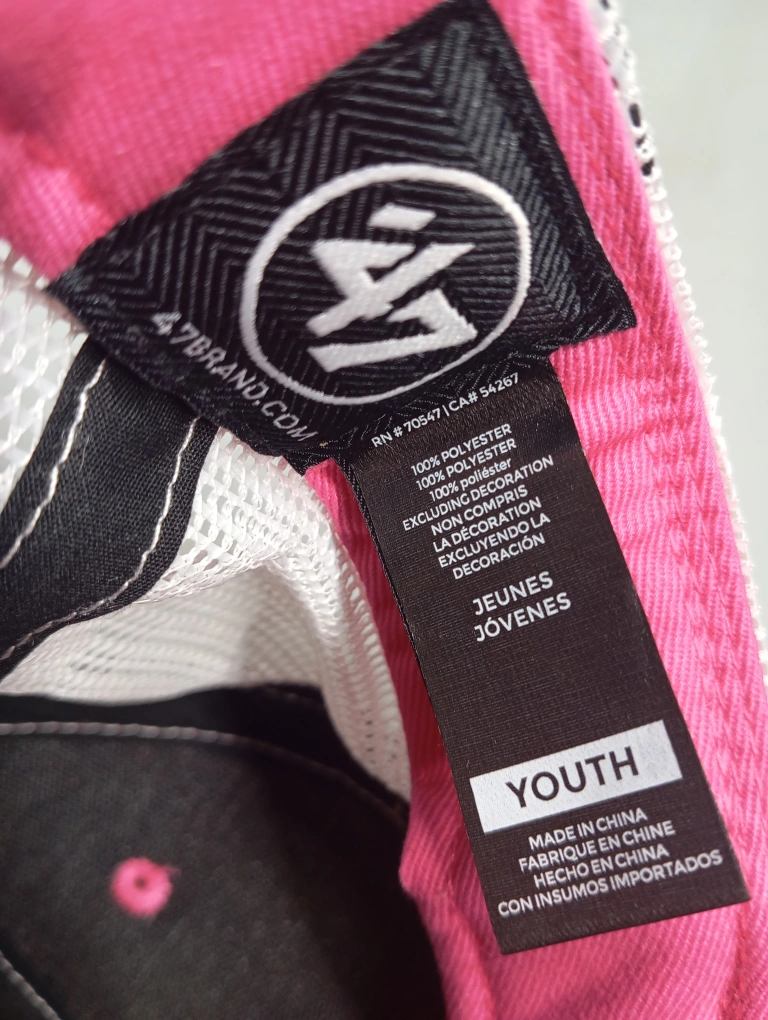 '47
47BRAND.COM
RN # 70547 | CA# 54267
100% POLYESTER
100% POLYESTER
100% poliéster
EXCLUDING DECORATION
NON COMPRIS
LA DÉCORATION
EXCLUYENDO LA
DECORACIÓN
JEUNES
JÓVENES
YOUTH
MADE IN CHINA
FABRIQUE EN CHINE
HECHO EN CHINA
CON INSUMOS IMPORTADOS